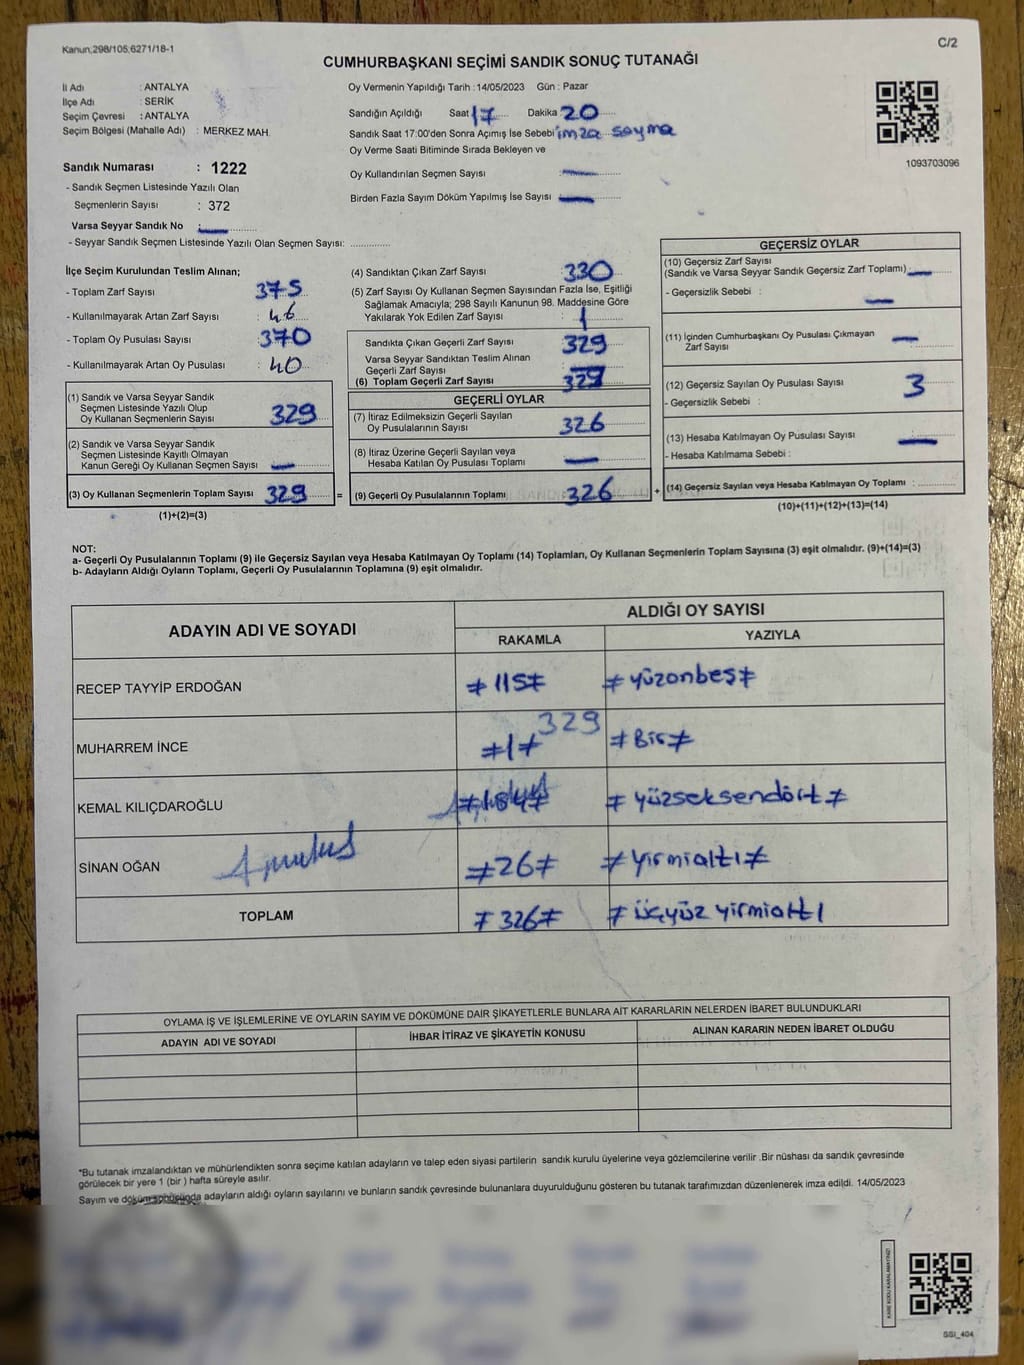 Kanun;298/105;6271/18-1
C/2
CUMHURBAŞKANI SEÇİMİ SANDIK SONUÇ TUTANAĞI
İl Adı : ANTALYA
İlçe Adı : SERİK
Seçim Çevresi : ANTALYA
Seçim Bölgesi (Mahalle Adı) : MERKEZ MAH.
Oy Vermenin Yapıldığı Tarih : 14/05/2023 Gün : Pazar
Sandığın Açıldığı Saat 17 Dakika 20
Sandık Saat 17:00'den Sonra Açımış İse Sebebi imza sayma
Oy Verme Saati Bitiminde Sırada Bekleyen ve
Oy Kullandırılan Seçmen Sayısı : —
Birden Fazla Sayım Döküm Yapılmış İse Sayısı —
1093703096
Sandık Numarası : 1222
- Sandık Seçmen Listesinde Yazılı Olan
Seçmenlerin Sayısı : 372
Varsa Seyyar Sandık No : —
- Seyyar Sandık Seçmen Listesinde Yazılı Olan Seçmen Sayısı: ..............
İlçe Seçim Kurulundan Teslim Alınan;
- Toplam Zarf Sayısı : 375
- Kullanılmayarak Artan Zarf Sayısı : 46
- Toplam Oy Pusulası Sayısı : 370
- Kullanılmayarak Artan Oy Pusulası : 40
(1) Sandık ve Varsa Seyyar Sandık
Seçmen Listesinde Yazılı Olup
Oy Kullanan Seçmenlerin Sayısı : 329
(2) Sandık ve Varsa Seyyar Sandık
Seçmen Listesinde Kayıtlı Olmayan
Kanun Gereği Oy Kullanan Seçmen Sayısı : —
(3) Oy Kullanan Seçmenlerin Toplam Sayısı : 329
(1)+(2)=(3)
(4) Sandıktan Çıkan Zarf Sayısı : 330
(5) Zarf Sayısı Oy Kullanan Seçmen Sayısından Fazla İse, Eşitliği
Sağlamak Amacıyla; 298 Sayılı Kanunun 98. Maddesine Göre
Yakılarak Yok Edilen Zarf Sayısı : 1
Sandıkta Çıkan Geçerli Zarf Sayısı 329
Varsa Seyyar Sandıktan Teslim Alınan
Geçerli Zarf Sayısı : —
(6) Toplam Geçerli Zarf Sayısı 329
GEÇERLİ OYLAR
(7) İtiraz Edilmeksizin Geçerli Sayılan
Oy Pusulalarının Sayısı : 326
(8) İtiraz Üzerine Geçerli Sayılan veya
Hesaba Katılan Oy Pusulası Toplamı : —
= (9) Geçerli Oy Pusulalarının Toplamı : 326
GEÇERSİZ OYLAR
(10) Geçersiz Zarf Sayısı
(Sandık ve Varsa Seyyar Sandık Geçersiz Zarf Toplamı) : —
- Geçersizlik Sebebi : —
(11) İçinden Cumhurbaşkanı Oy Pusulası Çıkmayan
Zarf Sayısı —
(12) Geçersiz Sayılan Oy Pusulası Sayısı 3
- Geçersizlik Sebebi :
(13) Hesaba Katılmayan Oy Pusulası Sayısı —
- Hesaba Katılmama Sebebi :
+ (14) Geçersiz Sayılan veya Hesaba Katılmayan Oy Toplamı :
(10)+(11)+(12)+(13)=(14)
NOT:
a- Geçerli Oy Pusulalarının Toplamı (9) ile Geçersiz Sayılan veya Hesaba Katılmayan Oy Toplamı (14) Toplamları, Oy Kullanan Seçmenlerin Toplam Sayısına (3) eşit olmalıdır. (9)+(14)=(3)
b- Adayların Aldığı Oyların Toplamı, Geçerli Oy Pusulalarının Toplamına (9) eşit olmalıdır.
ADAYIN ADI VE SOYADI
ALDIĞI OY SAYISI
RAKAMLA YAZIYLA
RECEP TAYYİP ERDOĞAN ≠115≠ ≠yüzonbeş≠
329
MUHARREM İNCE ≠1≠ ≠Bir≠
KEMAL KILIÇDAROĞLU ≠184≠ ≠yüzseksendört≠
SİNAN OĞAN ≠26≠ ≠yirmialtı≠
TOPLAM ≠326≠ ≠üçyüz yirmialtı
OYLAMA İŞ VE İŞLEMLERİNE VE OYLARIN SAYIM VE DÖKÜMÜNE DAİR ŞİKAYETLERLE BUNLARA AİT KARARLARIN NELERDEN İBARET BULUNDUKLARI
ADAYIN ADI VE SOYADI İHBAR İTİRAZ VE ŞİKAYETİN KONUSU ALINAN KARARIN NEDEN İBARET OLDUĞU
*Bu tutanak imzalandıktan ve mühürlendikten sonra seçime katılan adayların ve talep eden siyasi partilerin sandık kurulu üyelerine veya gözlemcilerine verilir .Bir nüshası da sandık çevresinde
görülecek bir yere 1 (bir ) hafta süreyle asılır.
Sayım ve döküm sonucunda adayların aldığı oyların sayılarını ve bunların sandık çevresinde bulunanlara duyurulduğunu gösteren bu tutanak tarafımızdan düzenlenerek imza edildi. 14/05/2023
KARE KODU KARALAMAYINIZ!
GSI_404